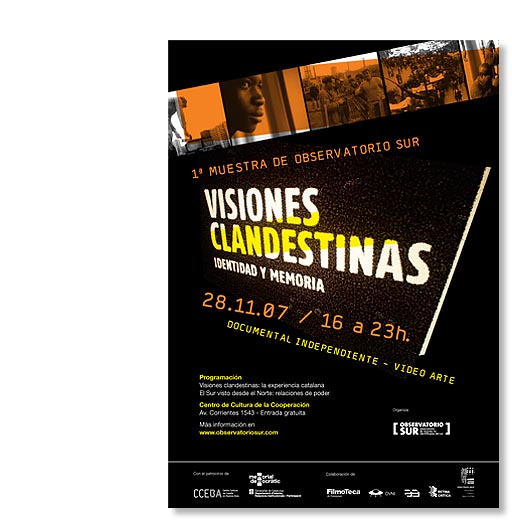 1ª MUESTRA DE OBSERVATORIO SUR
VISIONES
CLANDESTINAS
IDENTIDAD Y MEMORIA
28.11.07 / 16 a 23h.
DOCUMENTAL INDEPENDIENTE - VIDEO ARTE
Programación
Visiones clandestinas: la experiencia catalana
El Sur visto desde el Norte: relaciones de poder
Centro de Cultura de la Cooperación
Av. Corrientes 1543 - Entrada gratuita
Más información en
www.observatoriosur.com
Organiza:
OBSERVATORIO
SUR
Con el patrocinio de:
Colaboración de:
CCEBA
FilmoTeca
OVNI
RETINA
CRITICA